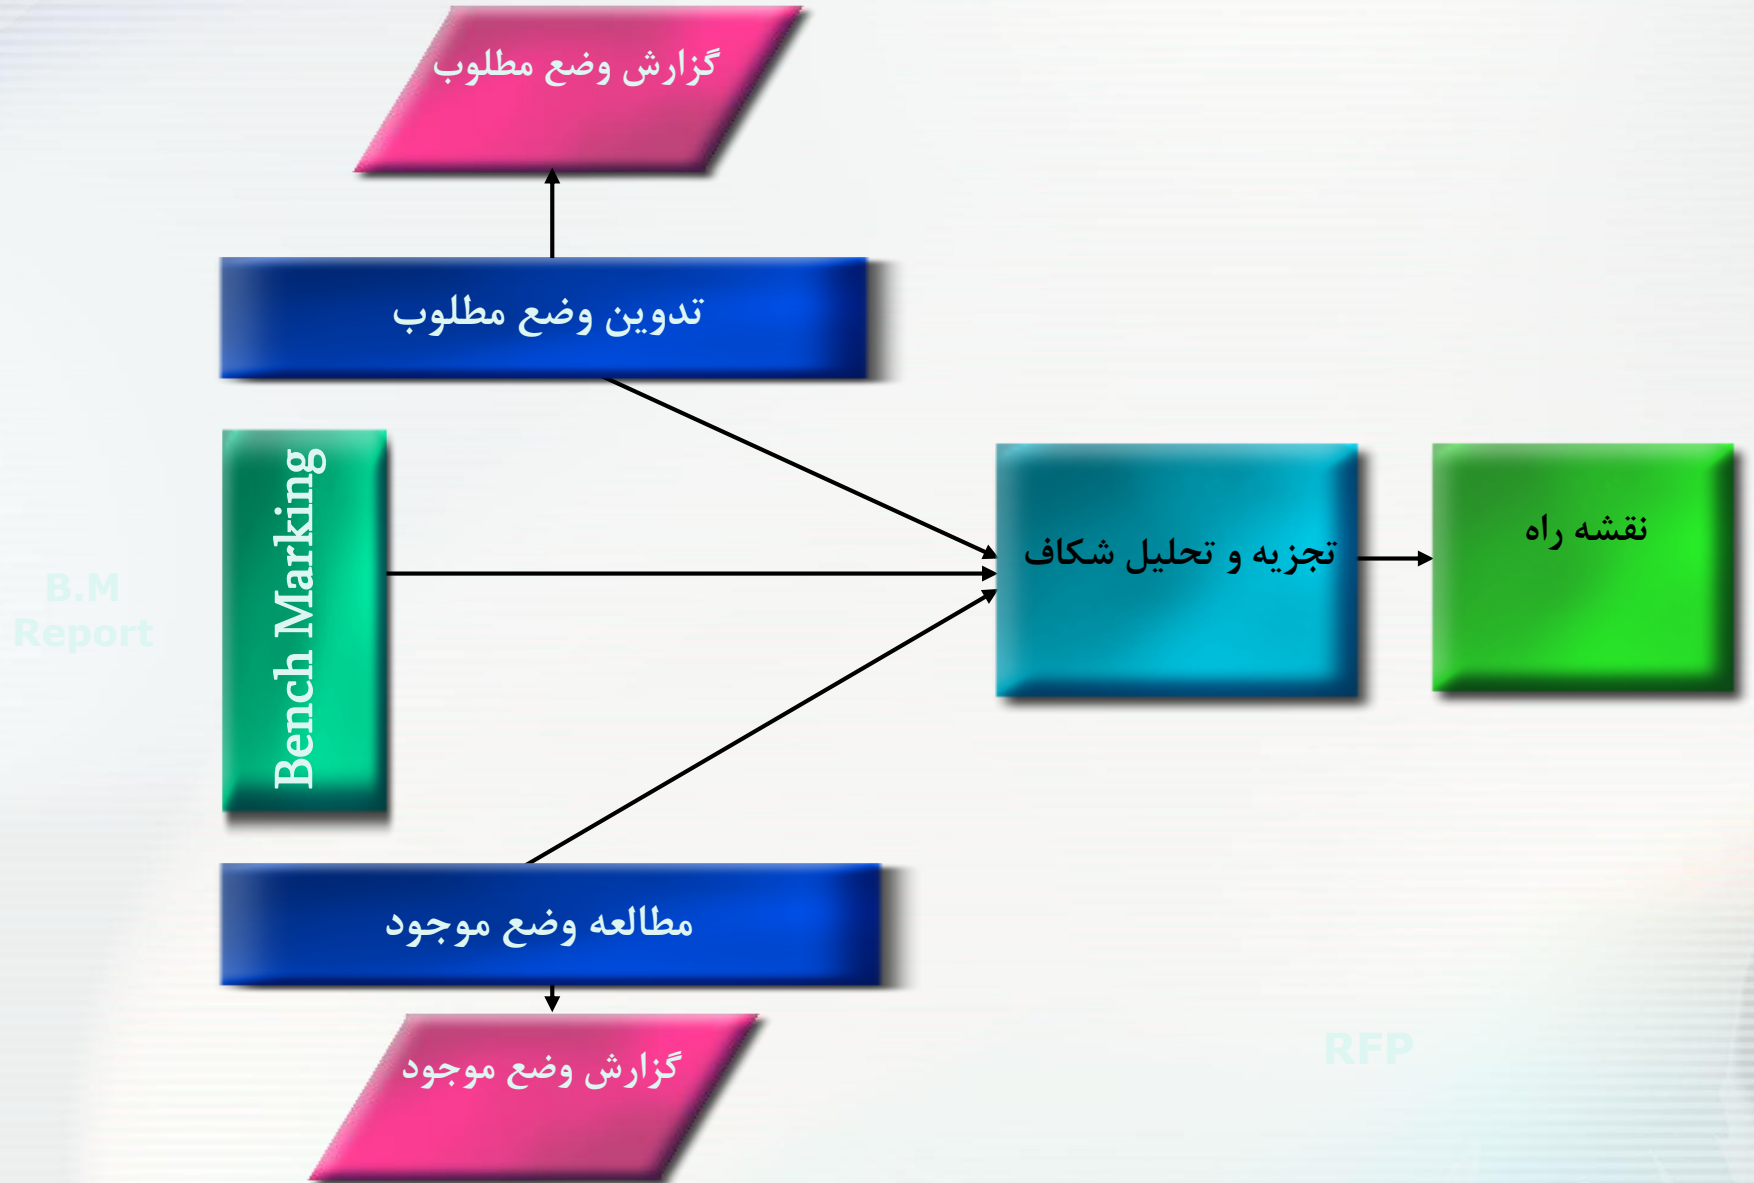 گزارش وضع مطلوب
تدوین وضع مطلوب
Bench Marking
B.M
Report
تجزیه و تحلیل شکاف
نقشه راه
مطالعه وضع موجود
گزارش وضع موجود
RFP